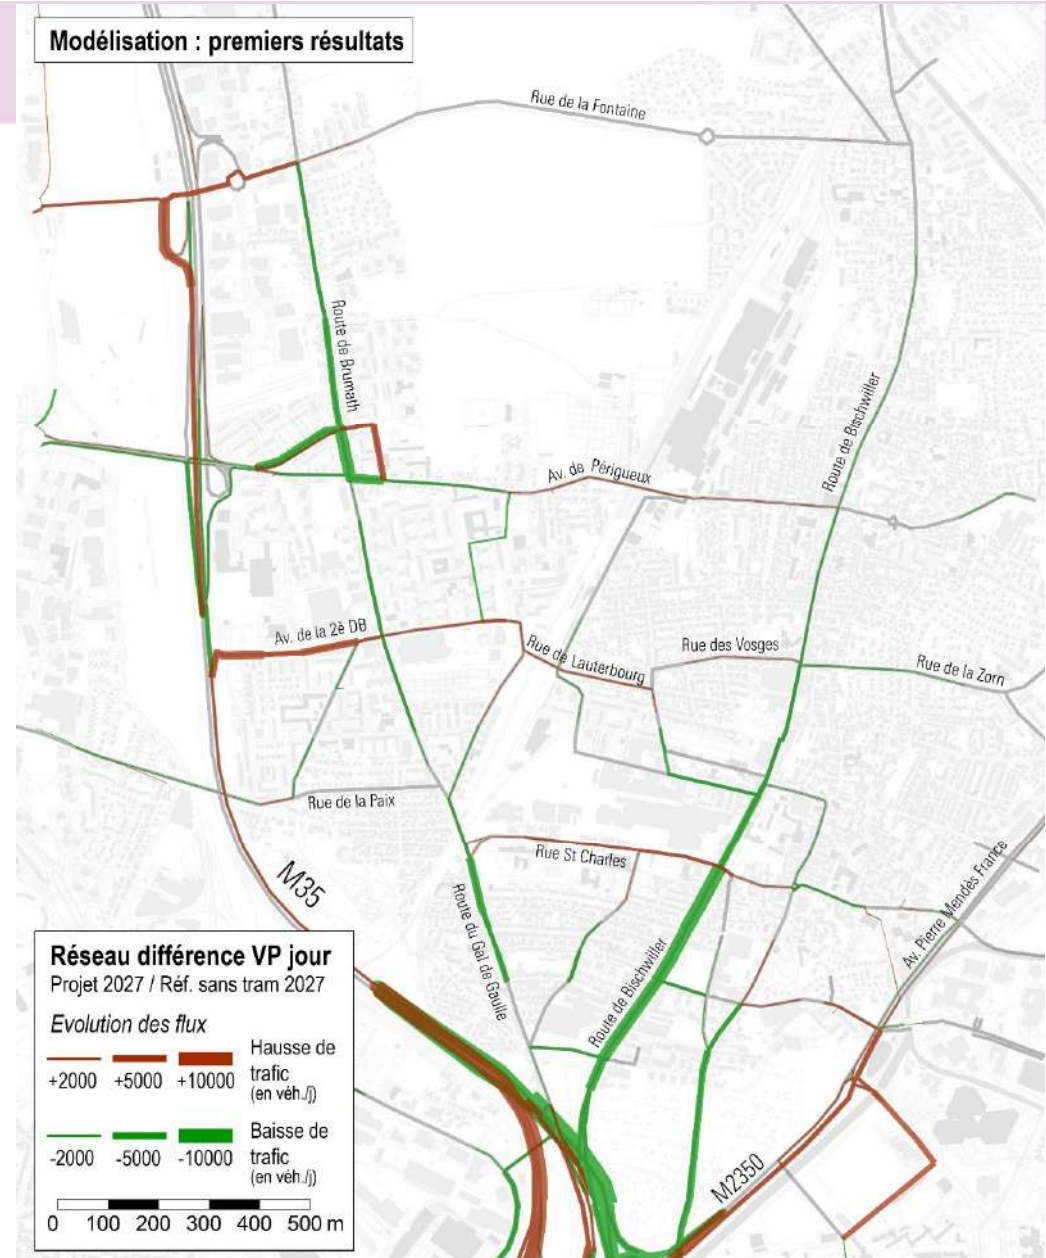 Modélisation : premiers résultats
Rue de la Fontaine
Route de Brumath
Route de Bischwiller
Av. de Périgueux
Av. de la 2è DB
Rue de Lauterbourg
Rue des Vosges
Rue de la Zorn
Rue de la Paix
M35
Rue St Charles
Route du Gal de Gaulle
Route de Bischwiller
Av. Pierre Mendès France
M2350
Réseau différence VP jour
Projet 2027 / Réf. sans tram 2027
Evolution des flux
Hausse de
trafic
(en véh./j)
+2000 +5000 +10000
Baisse de
trafic
(en véh./j)
-2000 -5000 -10000
0 100 200 300 400 500 m